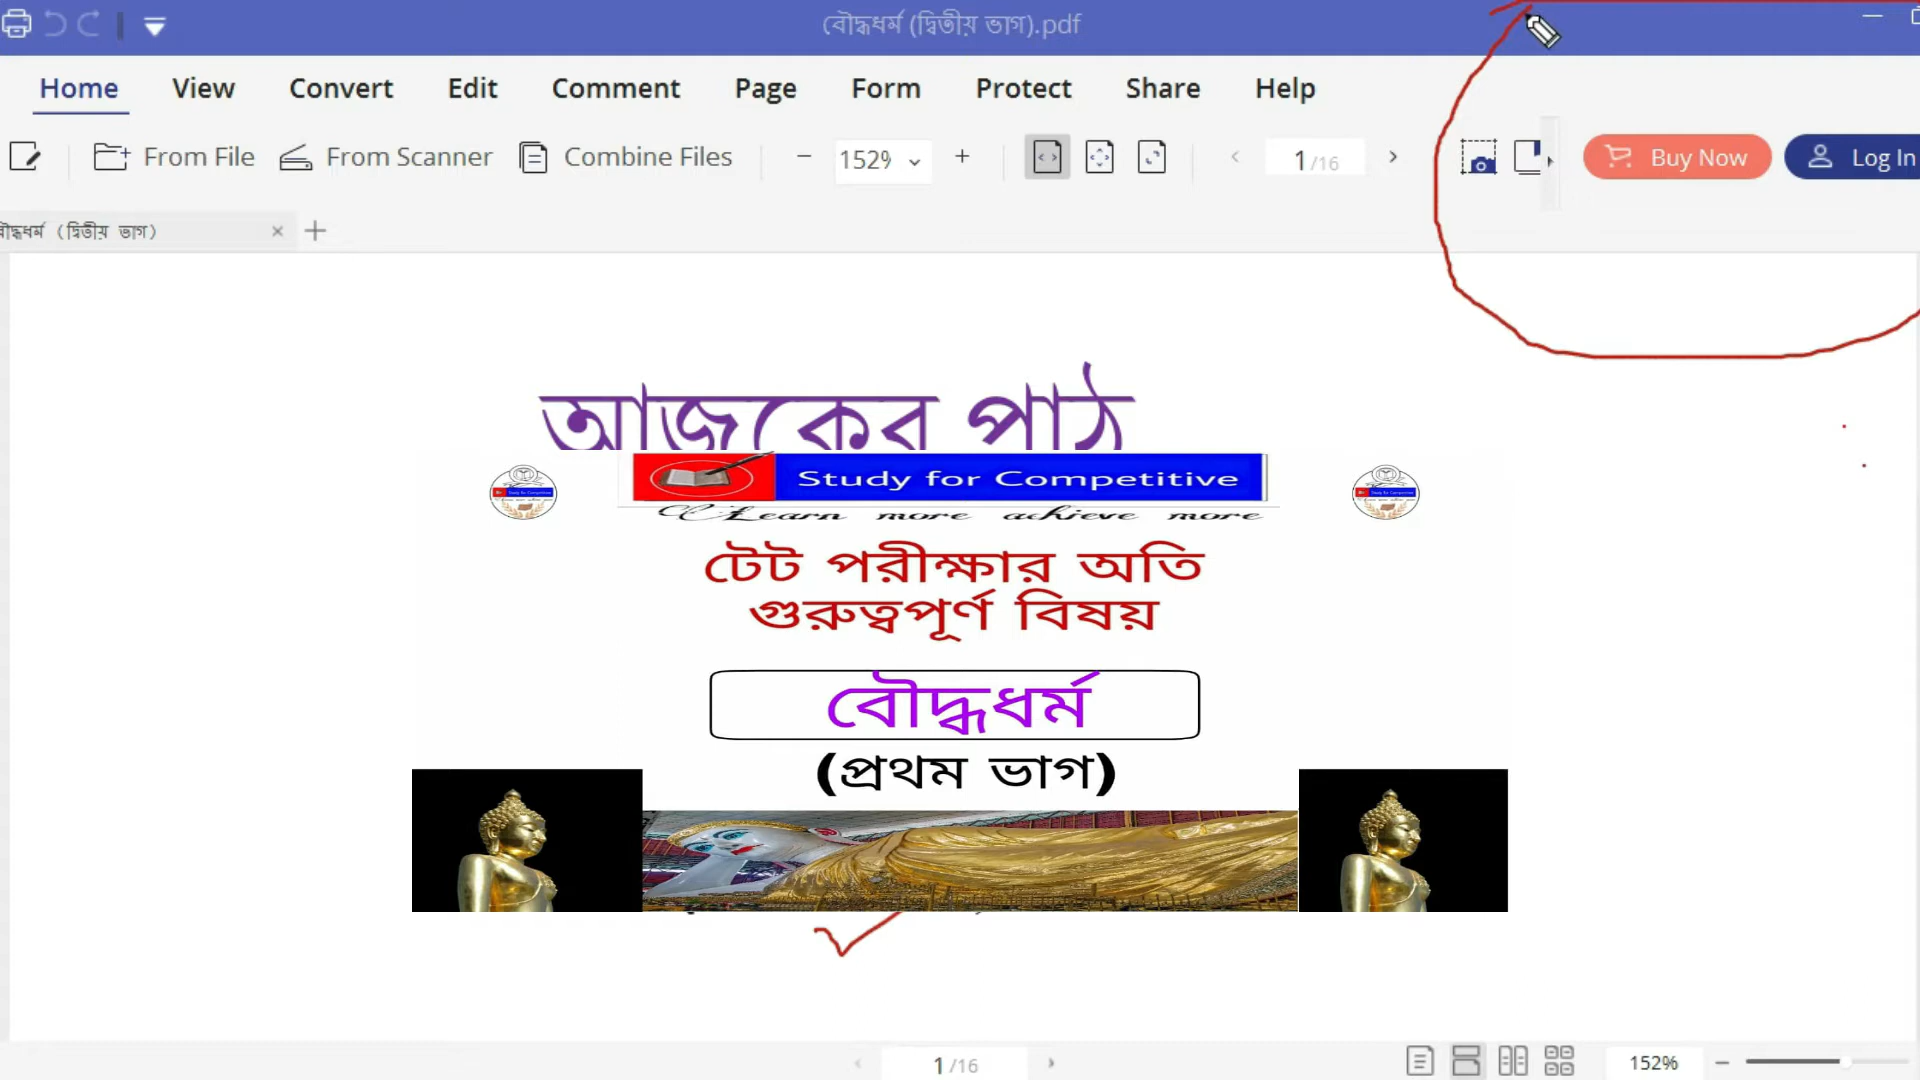 বৌদ্ধধর্ম (দ্বিতীয় ভাগ).pdf
Home View Convert Edit Comment Page Form Protect Share Help
From File From Scanner Combine Files 152% 1 /16 Buy Now Log In
বৌদ্ধধর্ম (দ্বিতীয় ভাগ)
আজকের পাঠ
Study for Competitive
Learn more achieve more
টেট পরীক্ষার অতি
গুরুত্বপূর্ণ বিষয়
বৌদ্ধধর্ম
(প্রথম ভাগ)
1 /16 152%